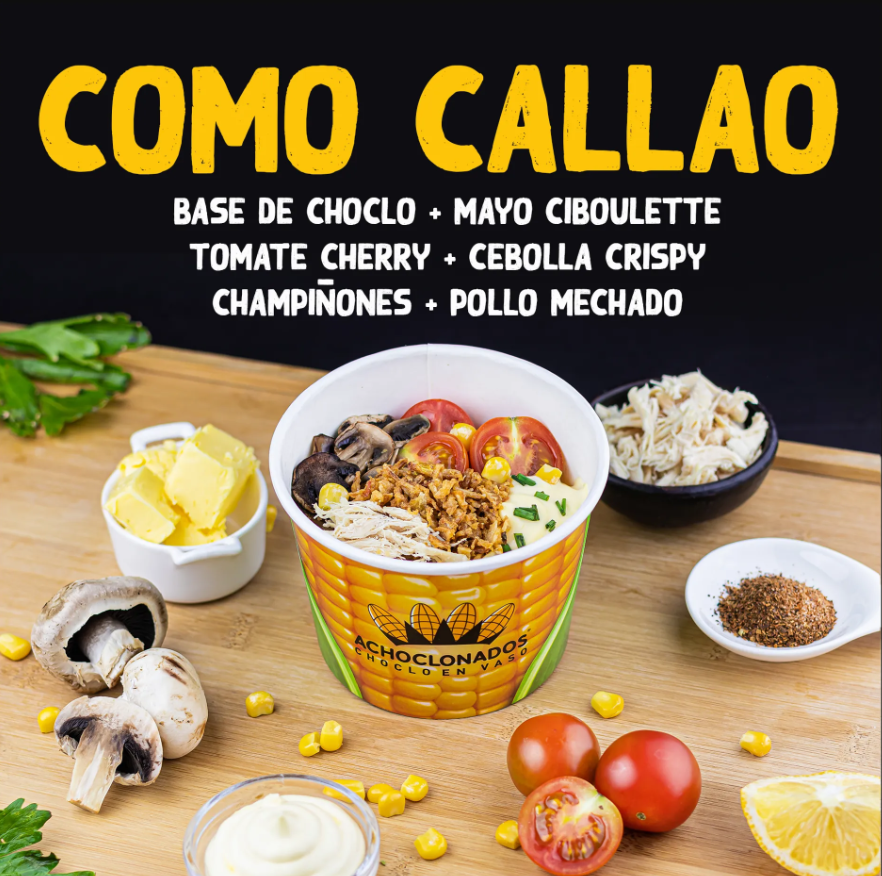 COMO CALLAO
BASE DE CHOCLO + MAYO CIBOULETTE
TOMATE CHERRY + CEBOLLA CRISPY
CHAMPIÑONES + POLLO MECHADO
ACHOCLONADOS
CHOCLO EN VASO